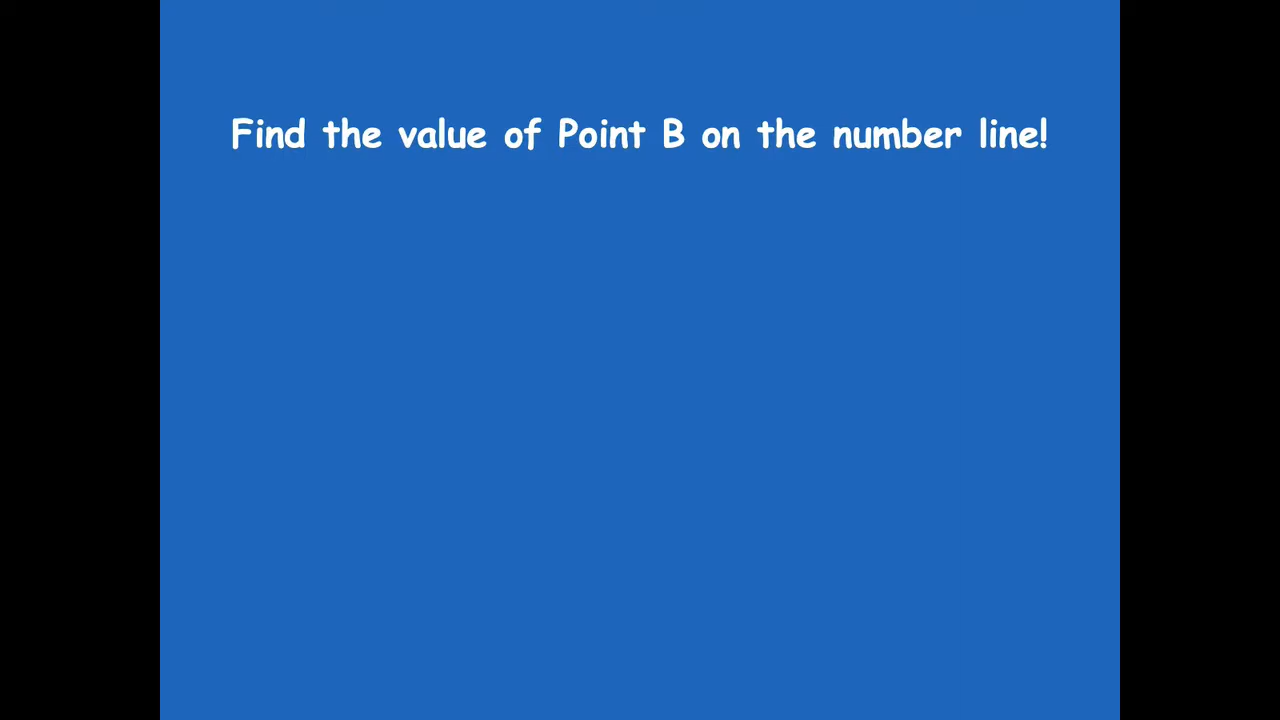 Find the value of Point B on the number line!